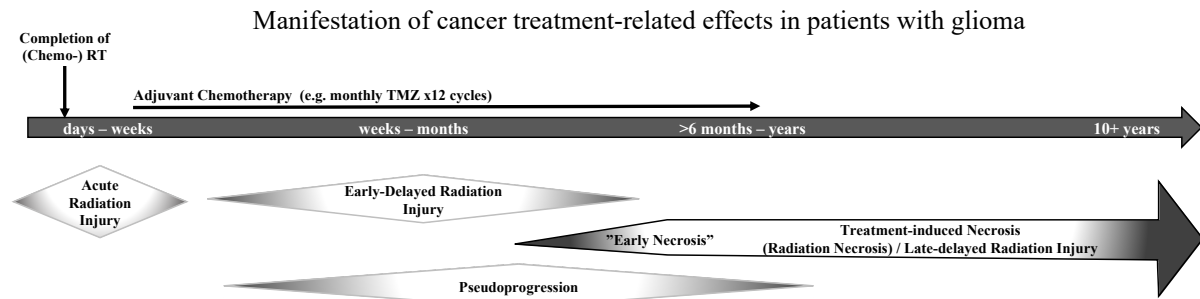 Manifestation of cancer treatment-related effects in patients with glioma
Completion of
(Chemo-) RT
Adjuvant Chemotherapy (e.g. monthly TMZ x12 cycles)
days – weeks
weeks – months
>6 months – years
10+ years
Acute
Radiation
Injury
Early-Delayed Radiation
Injury
”Early Necrosis”
Treatment-induced Necrosis
(Radiation Necrosis) / Late-delayed Radiation Injury
Pseudoprogression